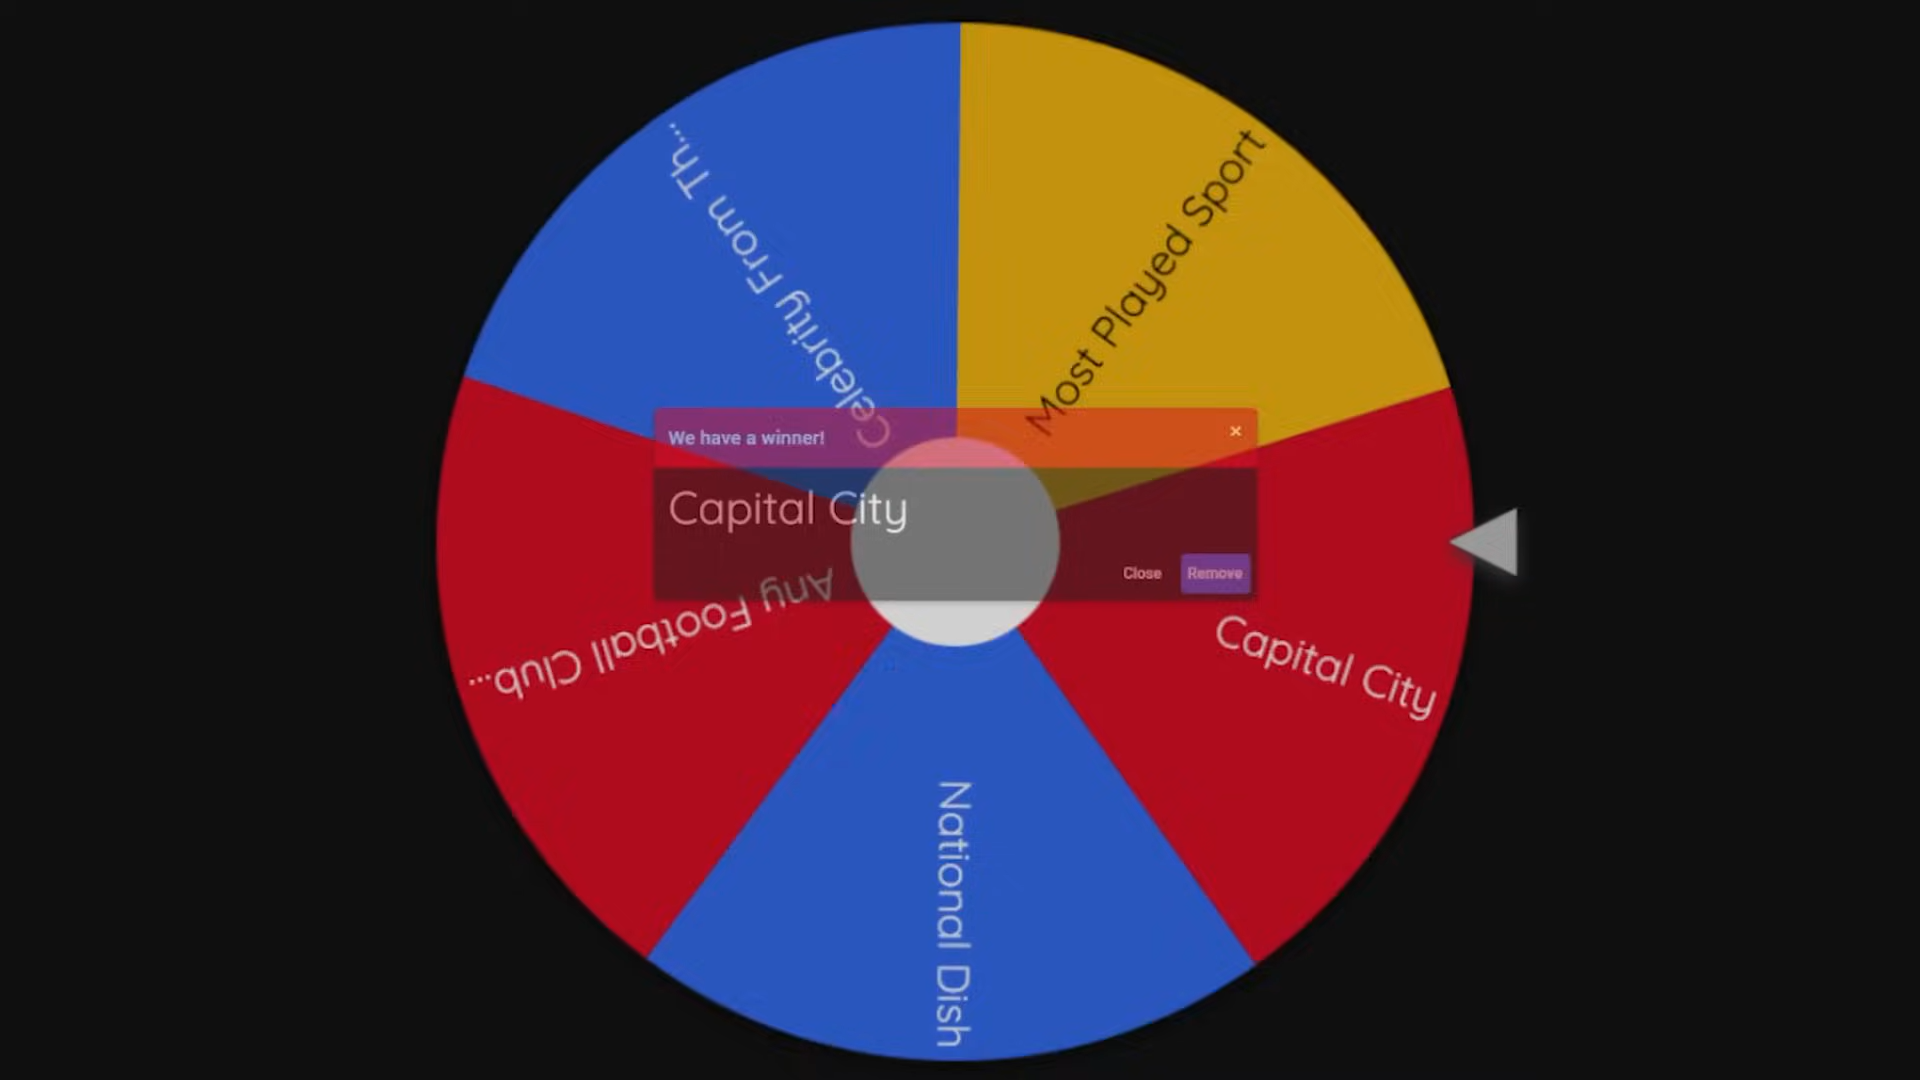 Celebrity From Th...
Most Played Sport
We have a winner!
×
Capital City
Close
Remove
Any Football Club...
Capital City
National Dish